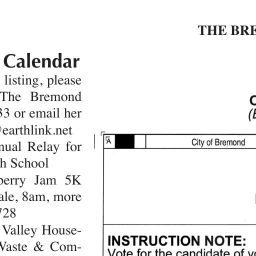 THE BRE
Calendar
listing, please
The Bremond
33 or email her
@earthlink.net
nual Relay for
h School
berry Jam 5K
ale, 8am, more
728
Valley House-
Waste & Com-
A
City of Bremond
INSTRUCTION NOTE:
Vote for the candidate of yo